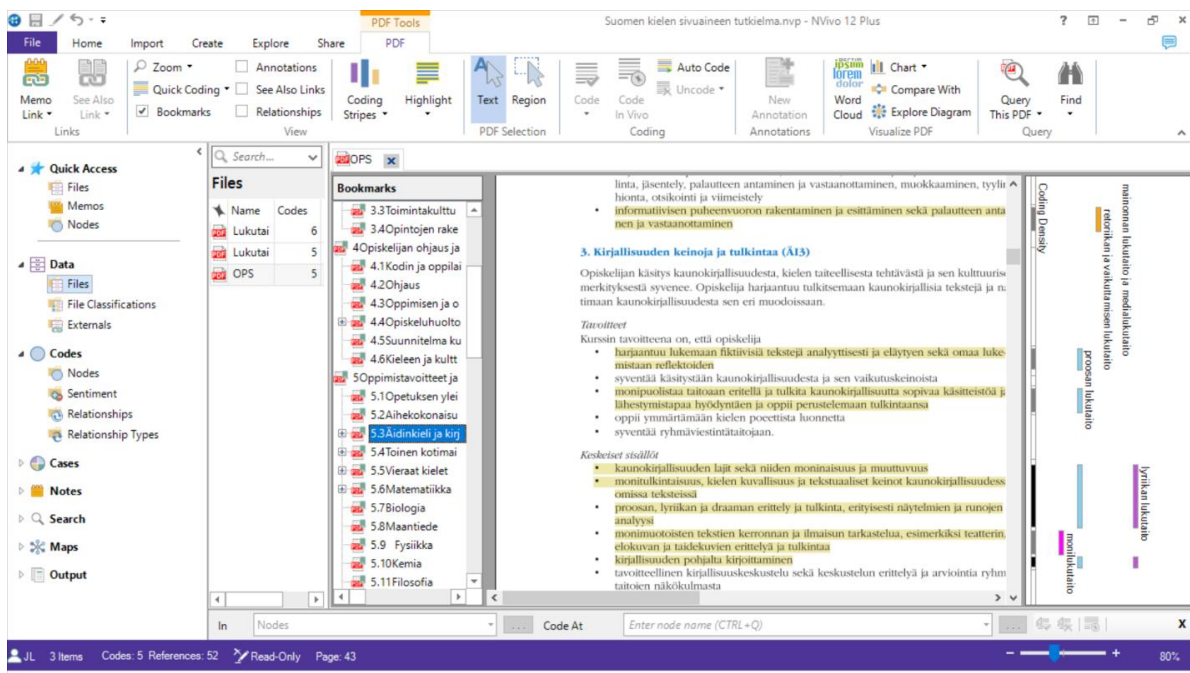 PDF Tools
Suomen kielen sivuaineen tutkielma.nvp - NVivo 12 Plus
File Home Import Create Explore Share PDF
Memo Link
See Also Link
Links
Zoom
Quick Coding
Bookmarks
Annotations
See Also Links
Relationships
View
Coding Stripes
Highlight
Text
Region
PDF Selection
Code
Code In Vivo
Auto Code
Uncode
Coding
New Annotation
Annotations
Word Cloud
Chart
Compare With
Explore Diagram
Visualize PDF
Query This PDF
Find
Query
Quick Access
Files
Memos
Nodes
Data
Files
File Classifications
Externals
Codes
Nodes
Sentiment
Relationships
Relationship Types
Cases
Notes
Search
Maps
Output
Search...
Files
Name Codes
Lukutai 6
Lukutai 5
OPS 5
OPS
Bookmarks
3.3Toimintakulttu
3.4Opintojen rake
4Opiskelijan ohjaus ja
4.1Kodin ja oppilai
4.2Ohjaus
4.3Oppimisen ja o
4.4Opiskeluhuolto
4.5Suunnitelma ku
4.6Kieleen ja kultt
5Oppimistavoitteet ja
5.1Opetuksen ylei
5.2Aihekokonaisu
5.3Äidinkieli ja kirj
5.4Toinen kotimai
5.5Vieraat kielet
5.6Matematiikka
5.7Biologia
5.8Maantiede
5.9 Fysiikka
5.10Kemia
5.11Filosofia
linta, jäsentely, palautteen antaminen ja vastaanottaminen, muokkaaminen, tyylin
hionta, otsikointi ja viimeistely
• informatiivisen puheenvuoron rakentaminen ja esittäminen sekä palautteen anta
nen ja vastaanottaminen
3. Kirjallisuuden keinoja ja tulkintaa (ÄI3)
Opiskelijan käsitys kaunokirjallisuudesta, kielen taiteellisesta tehtävästä ja sen kulttuurise
merkityksestä syvenee. Opiskelija harjaantuu tulkitsemaan kaunokirjallisia tekstejä ja na
timaan kaunokirjallisuudesta sen eri muodoissaan.
Tavoitteet
Kurssin tavoitteena on, että opiskelija
• harjaantuu lukemaan fiktiivisiä tekstejä analyyttisesti ja eläytyen sekä omaa luke-
mistaan reflektoiden
• syventää käsitystään kaunokirjallisuudesta ja sen vaikutuskeinoista
• monipuolistaa taitoaan eritellä ja tulkita kaunokirjallisuutta sopivaa käsitteistöä ja
lähestymistapaa hyödyntäen ja oppii perustelemaan tulkintaansa
• oppii ymmärtämään kielen poeettista luonnetta
• syventää ryhmäviestintätaitojaan.
Keskeiset sisällöt
• kaunokirjallisuuden lajit sekä niiden moninaisuus ja muuttuvuus
• monitulkintaisuus, kielen kuvallisuus ja tekstuaaliset keinot kaunokirjallisuudess
omissa teksteissä
• proosan, lyriikan ja draaman erittely ja tulkinta, erityisesti näytelmien ja runojen
analyysi
• monimuotoisten tekstien kerronnan ja ilmaisun tarkastelua, esimerkiksi teatterin,
elokuvan ja taidekuvien erittelyä ja tulkintaa
• kirjallisuuden pohjalta kirjoittaminen
• tavoitteellinen kirjallisuuskeskustelu sekä keskustelun erittelyä ja arviointia ryhm
taitoien näkökulmasta
Coding Density
mainonnan lukutaito ja medialukutaito
retoriikan ja vaikuttamisen lukutaito
proosan lukutaito
lyriikan lukutaito
monilukutaito
In Nodes Code At Enter node name (CTRL+Q)
JL 3 Items Codes: 5 References: 52 Read-Only Page: 43 80%